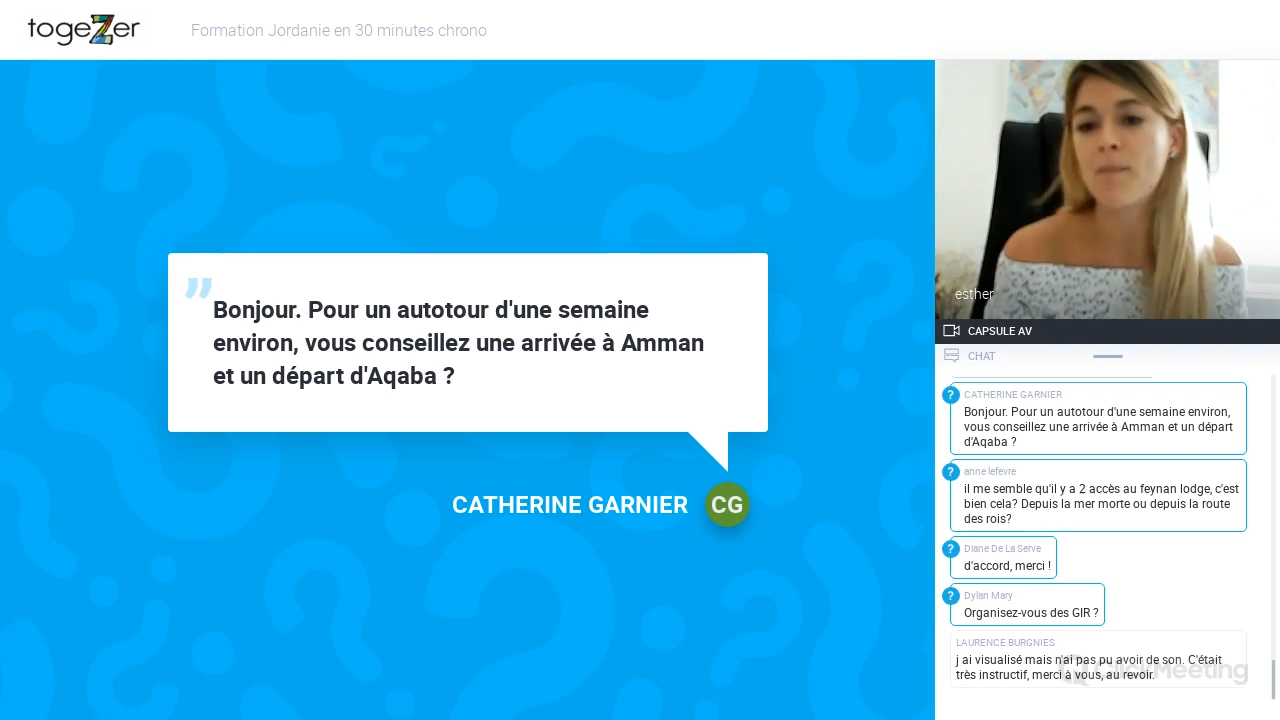 togeZer
Formation Jordanie en 30 minutes chrono
Bonjour. Pour un autotour d'une semaine
environ, vous conseillez une arrivée à Amman
et un départ d'Aqaba ?
CATHERINE GARNIER
CG
esther
CAPSULE AV
CHAT
?
CATHERINE GARNIER
Bonjour. Pour un autotour d'une semaine environ,
vous conseillez une arrivée à Amman et un départ
d'Aqaba ?
?
anne lefevre
il me semble qu'il y a 2 accès au feynan lodge, c'est
bien cela? Depuis la mer morte ou depuis la route
des rois?
?
Diane De La Serve
d'accord, merci !
?
Dylan Mary
Organisez-vous des GIR ?
LAURENCE BURGNIES
j ai visualisé mais n'ai pas pu avoir de son. C'était
très instructif, merci à vous, au revoir.
ClickMeeting